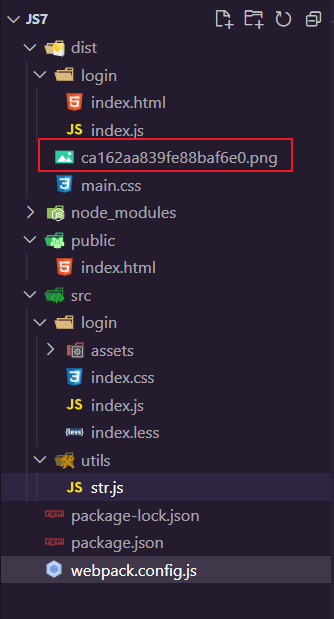 JS7
dist
login
index.html
JS index.js
ca162aa839fe88baf6e0.png
main.css
node_modules
public
index.html
src
login
assets
index.css
JS index.js
{less} index.less
utils
JS str.js
package-lock.json
package.json
webpack.config.js